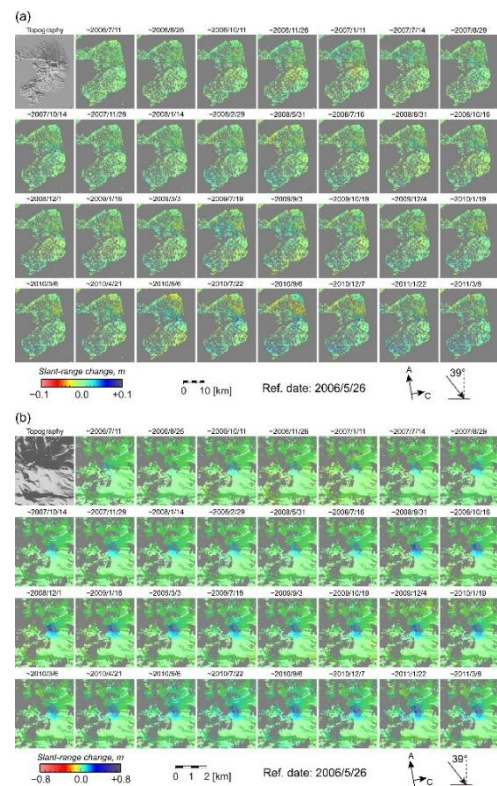 (a)
Topography ~2006/7/11 ~2006/8/26 ~2006/10/11 ~2006/11/26 ~2007/1/11 ~2007/7/14 ~2007/8/29
~2007/10/14 ~2007/11/29 ~2008/1/14 ~2008/2/29 ~2008/5/31 ~2008/7/16 ~2008/8/31 ~2008/10/16
~2008/12/1 ~2009/1/16 ~2009/3/3 ~2009/7/19 ~2009/9/3 ~2009/10/19 ~2009/12/4 ~2010/1/19
~2010/3/6 ~2010/4/21 ~2010/6/6 ~2010/7/22 ~2010/9/6 ~2010/12/7 ~2011/1/22 ~2011/3/9
Slant-range change, m
−0.1 +0.1
0 10 [km]
Ref. date: 2006/5/26
A
C
39°
(b)
Topography ~2006/7/11 ~2006/8/26 ~2006/10/11 ~2006/11/26 ~2007/1/11 ~2007/7/14 ~2007/8/29
~2007/10/14 ~2007/11/29 ~2008/1/14 ~2008/2/29 ~2008/5/31 ~2008/7/16 ~2008/8/31 ~2008/10/16
~2008/12/1 ~2009/1/16 ~2009/3/3 ~2009/7/19 ~2009/9/3 ~2009/10/19 ~2009/12/4 ~2010/1/19
~2010/3/6 ~2010/4/21 ~2010/6/6 ~2010/7/22 ~2010/9/6 ~2010/12/7 ~2011/1/22 ~2011/3/9
Slant-range change, m
−0.8 +0.8
0 1 2 [km]
Ref. date: 2006/5/26
A
C
39°